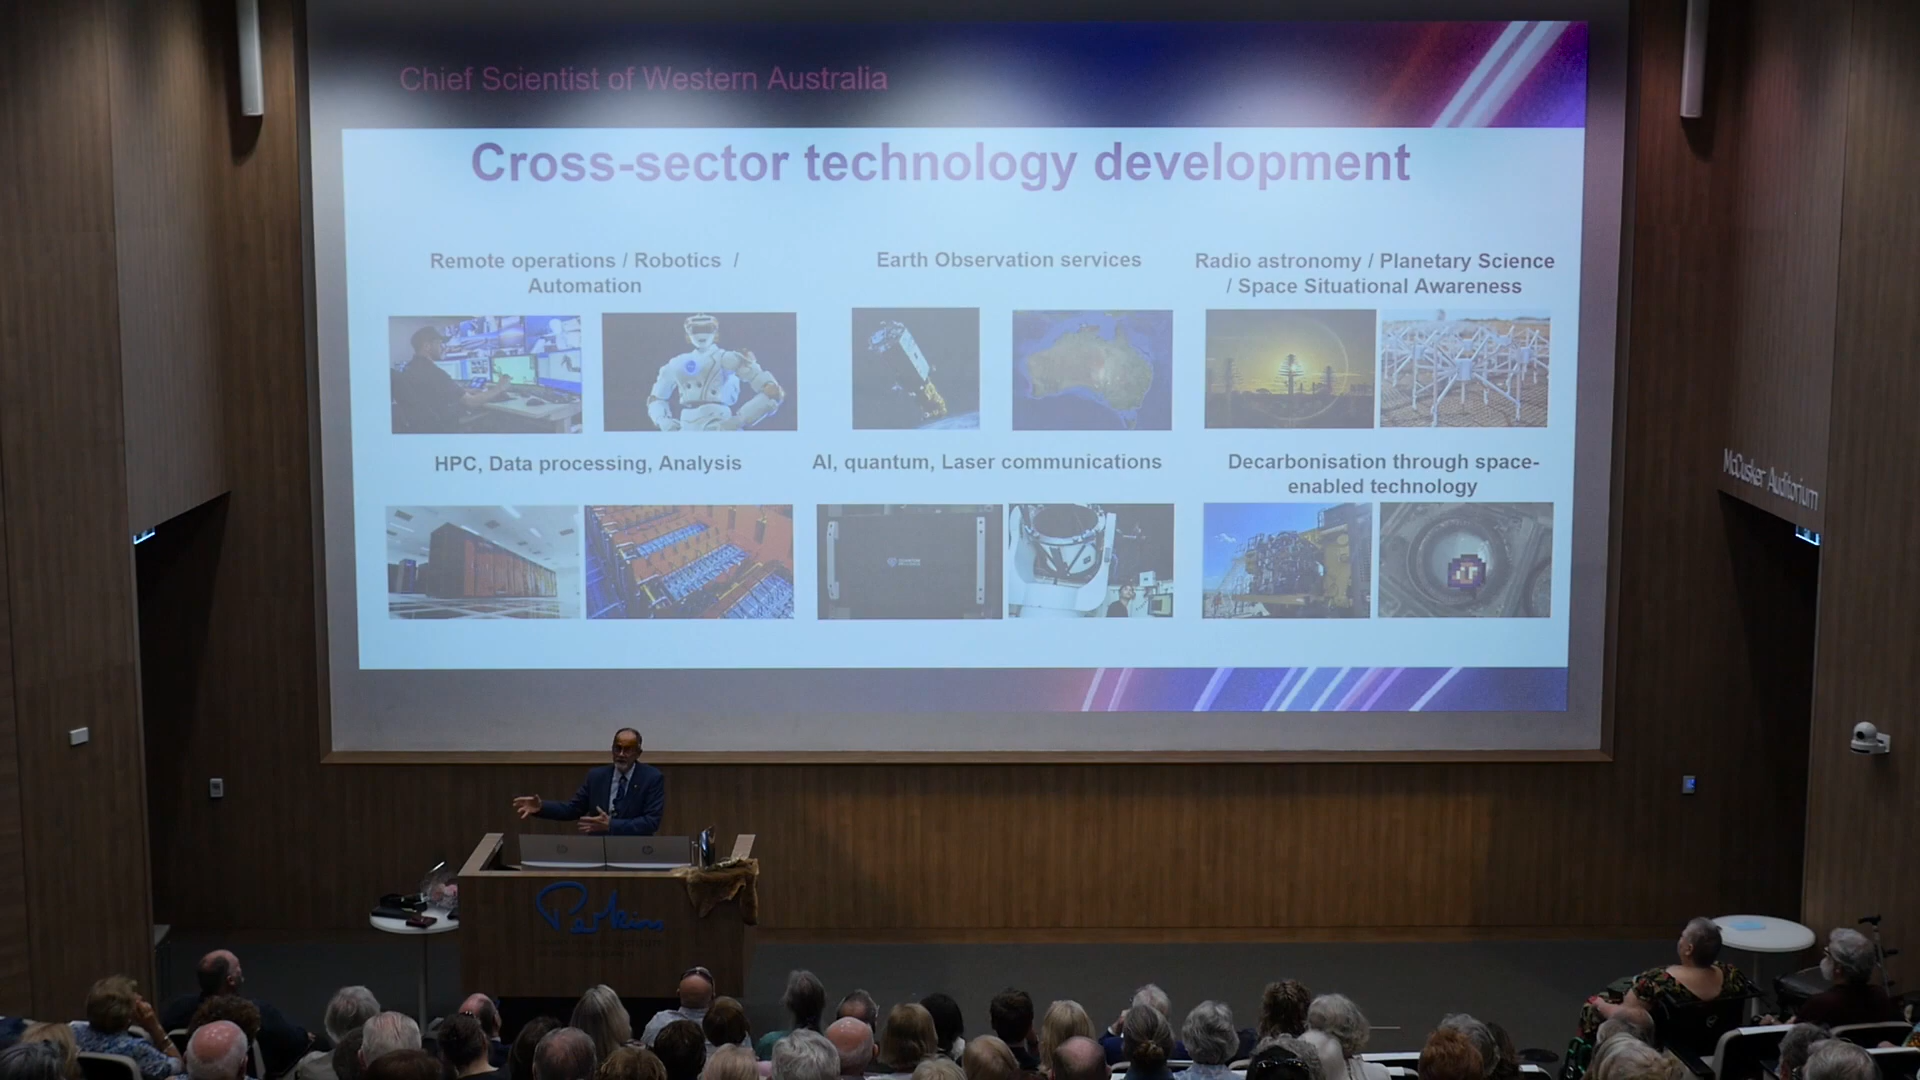 Chief Scientist of Western Australia
Cross-sector technology development
Remote operations / Robotics /
Automation
Earth Observation services
Radio astronomy / Planetary Science
/ Space Situational Awareness
HPC, Data processing, Analysis
AI, quantum, Laser communications
Decarbonisation through space-
enabled technology
McCusker Auditorium
Perkins